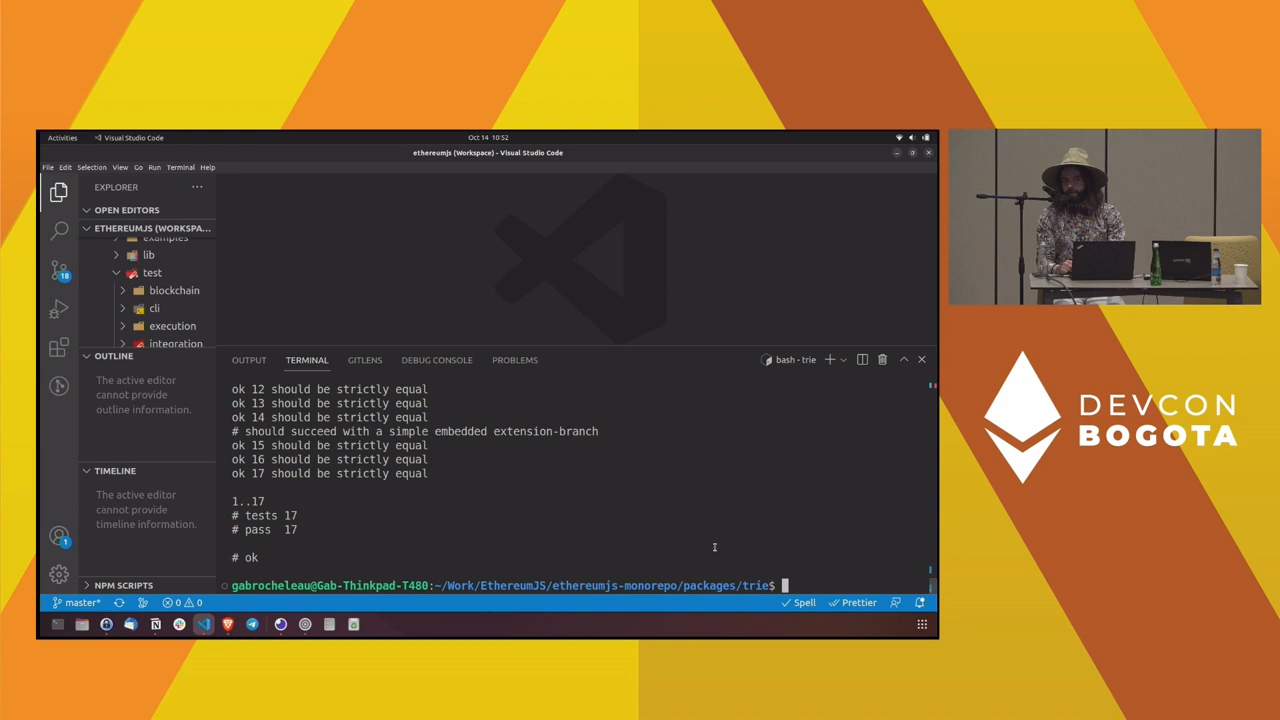 Activities
Visual Studio Code
Oct 14 10:52
ethereumjs (Workspace) - Visual Studio Code
File Edit Selection View Go Run Terminal Help
EXPLORER
OPEN EDITORS
ETHEREUMJS (WORKSPA...
examples
lib
test
blockchain
cli
execution
integration
18
OUTLINE
The active editor
cannot provide
outline information.
TIMELINE
The active editor
cannot provide
timeline information.
1
NPM SCRIPTS
OUTPUT TERMINAL GITLENS DEBUG CONSOLE PROBLEMS
bash - trie
ok 12 should be strictly equal
ok 13 should be strictly equal
ok 14 should be strictly equal
# should succeed with a simple embedded extension-branch
ok 15 should be strictly equal
ok 16 should be strictly equal
ok 17 should be strictly equal
1..17
# tests 17
# pass 17
# ok
gabrocheleau@Gab-Thinkpad-T480:~/Work/EthereumJS/ethereumjs-monorepo/packages/trie$
master*
0 0
Spell
Prettier
DEVCON
BOGOTA